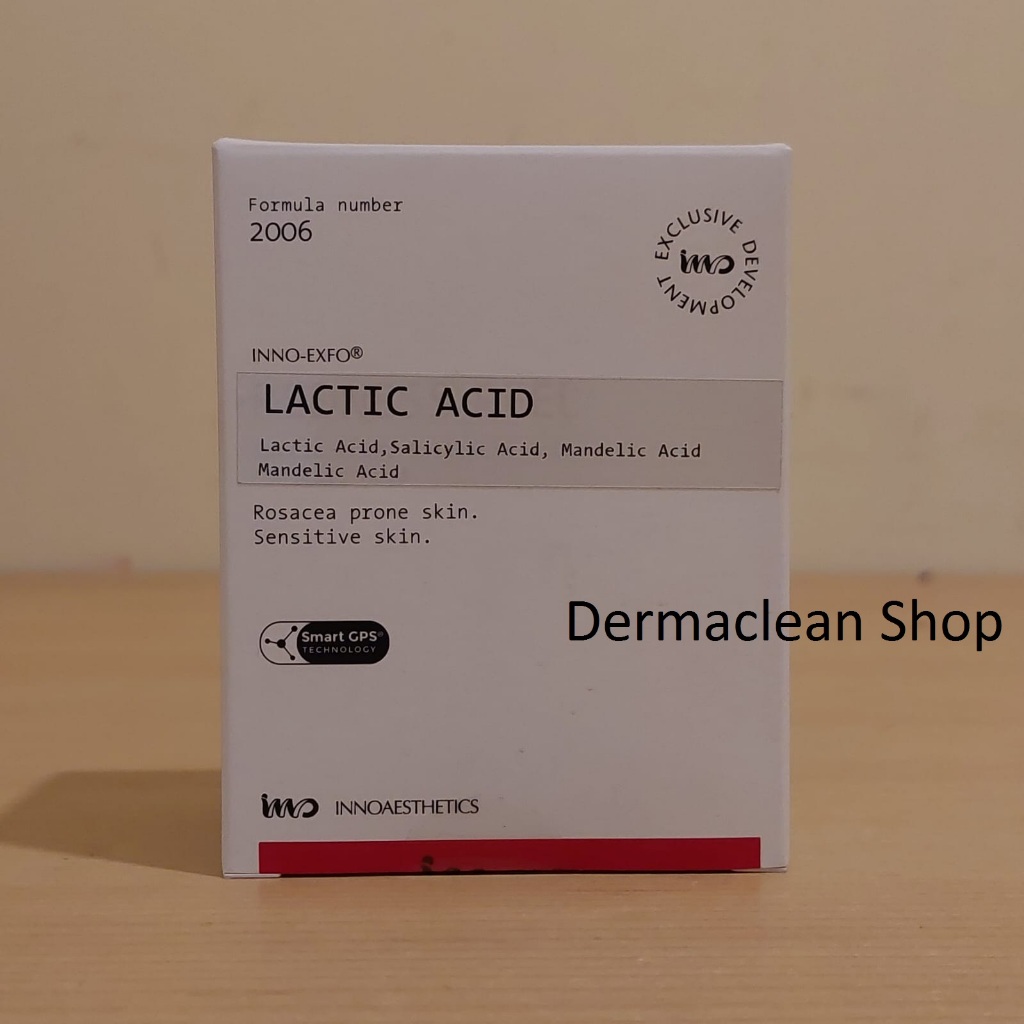 Formula number
2006
EXCLUSIVE DEVELOPMENT
inno
INNO-EXFO®
LACTIC ACID
Lactic Acid,Salicylic Acid, Mandelic Acid
Mandelic Acid
Rosacea prone skin.
Sensitive skin.
Smart GPS®
TECHNOLOGY
Dermaclean Shop
inno INNOAESTHETICS